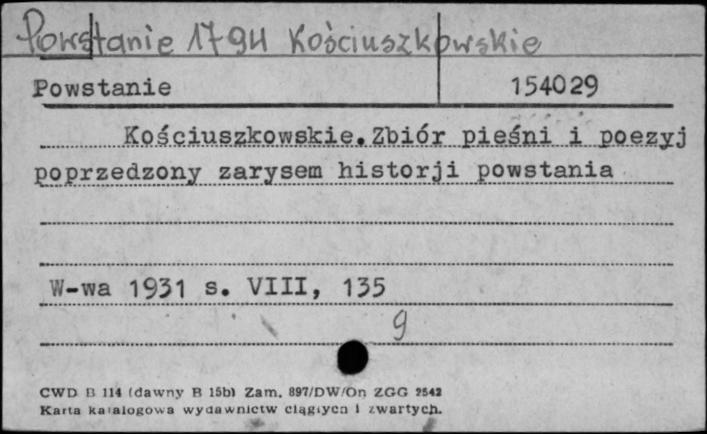 Powstanie 1794 Kościuszkowskie
Powstanie 154029
Kościuszkowskie. Zbiór pieśni i poezyj
poprzedzony zarysem historji powstania
W-wa 1931 s. VIII, 135
g
CWD B 114 (dawny B 15b) Zam. 897/DW/On ZGG 2542
Karta katalogowa wydawnictw ciągłych i zwartych.